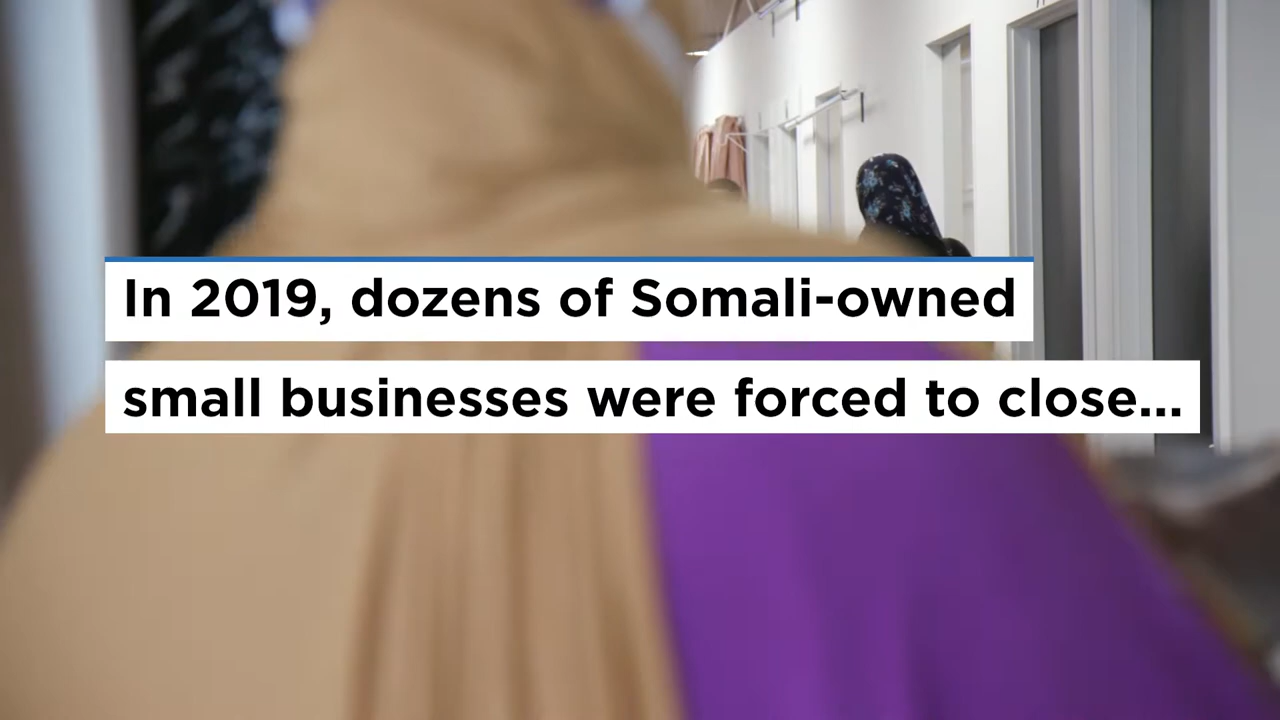 In 2019, dozens of Somali-owned
small businesses were forced to close...